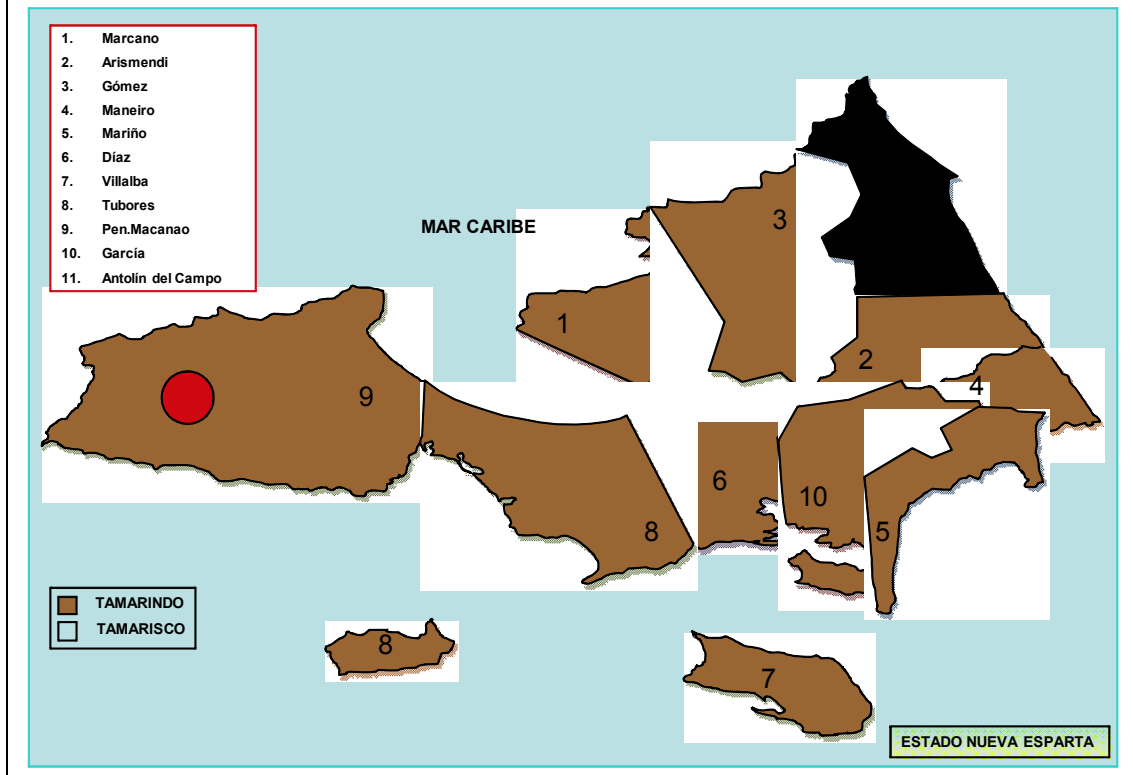 1. Marcano
2. Arismendi
3. Gómez
4. Maneiro
5. Mariño
6. Díaz
7. Villalba
8. Tubores
9. Pen.Macanao
10. García
11. Antolín del Campo
MAR CARIBE
3
1
2
4
9
6
10
8
5
TAMARINDO
TAMARISCO
8
7
ESTADO NUEVA ESPARTA